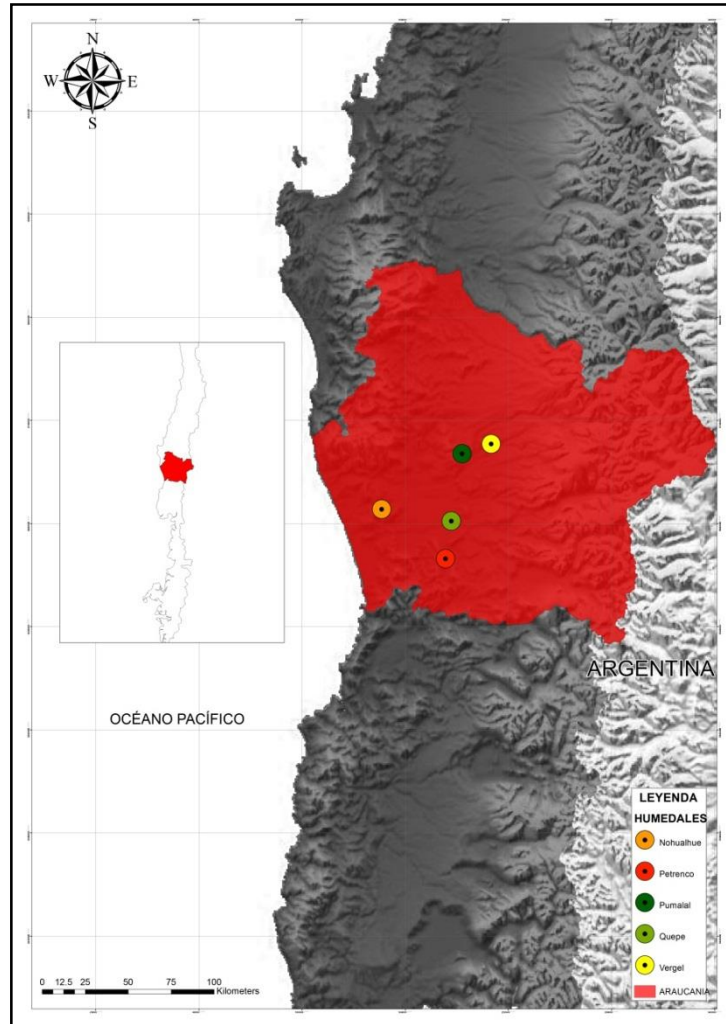 N
W E
S
ARGENTINA
OCÉANO PACÍFICO
LEYENDA
HUMEDALES
Nohualhue
Petrenco
Pumalal
Quepe
Vergel
ARAUCANIA
0 12.5 25 50 75 100
Kilometers